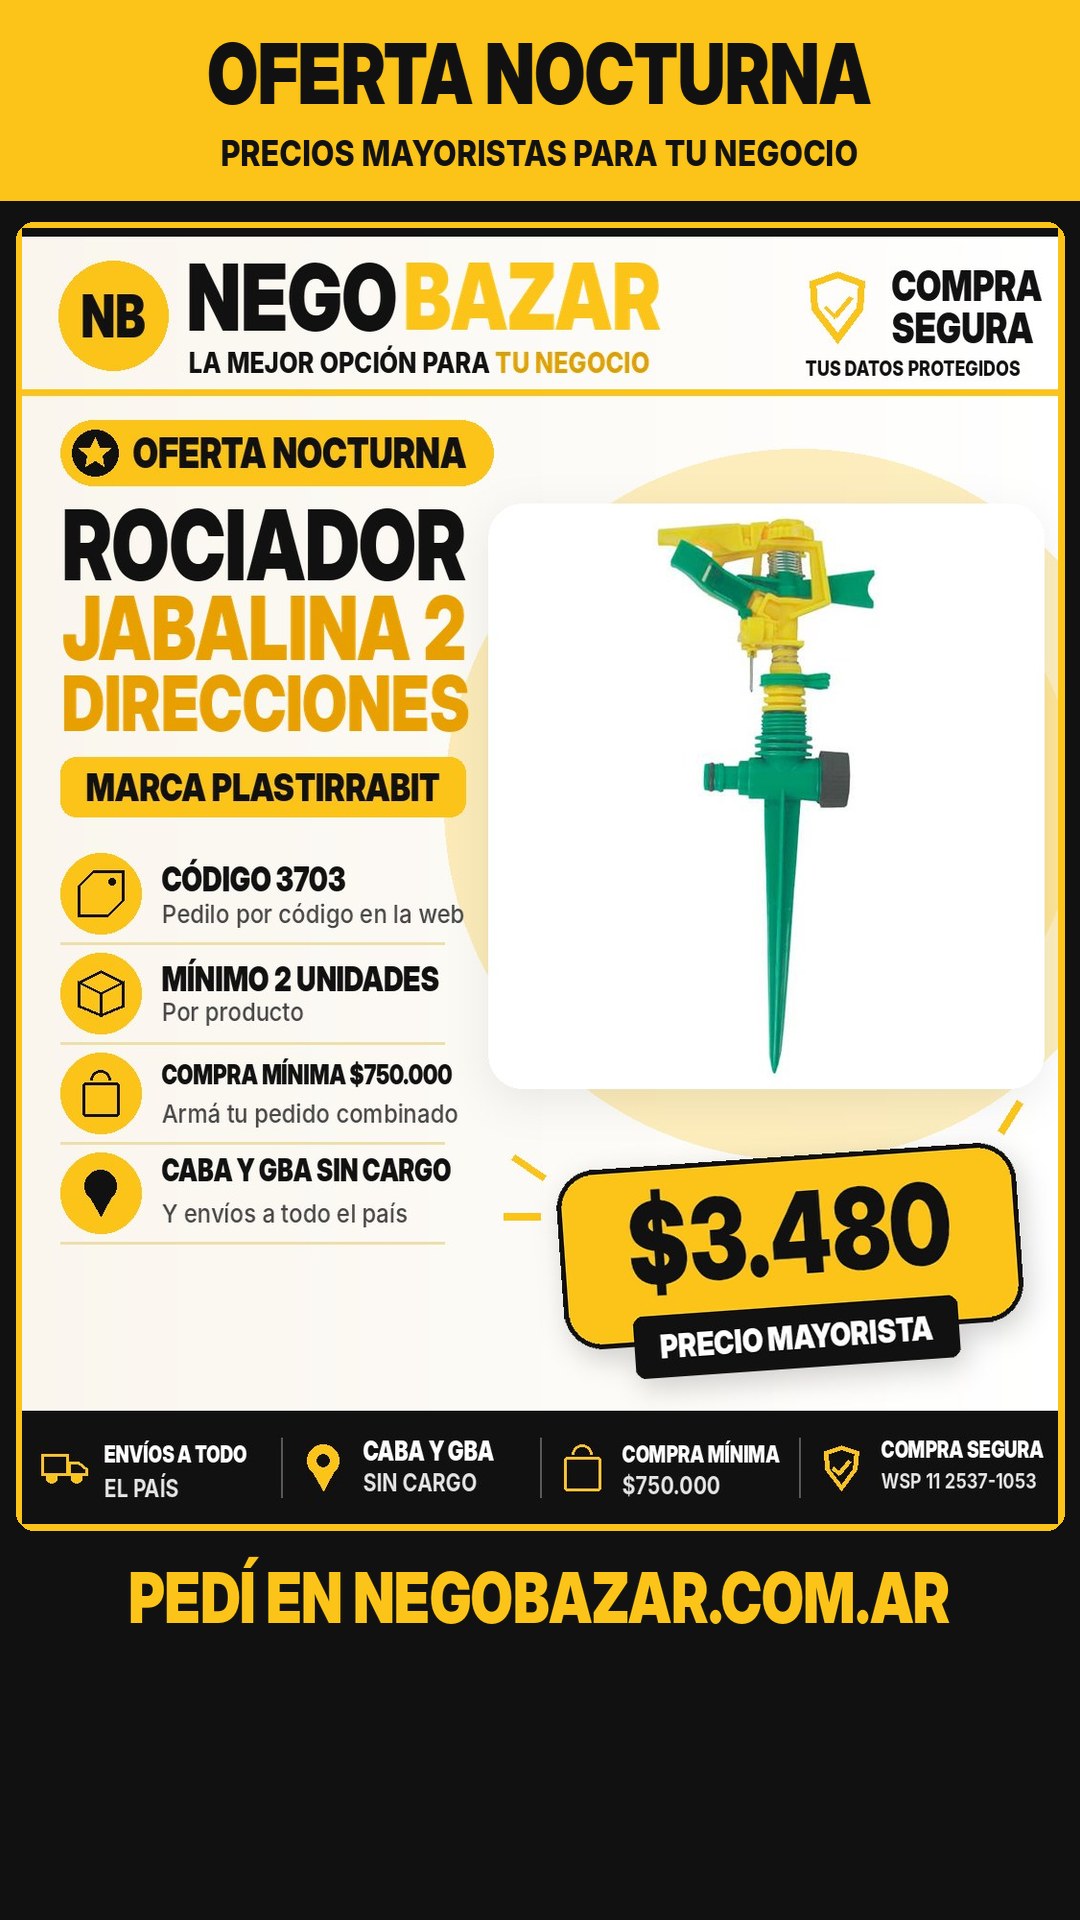 OFERTA NOCTURNA
PRECIOS MAYORISTAS PARA TU NEGOCIO
NB
NEGOBAZAR
LA MEJOR OPCIÓN PARA TU NEGOCIO
COMPRA
SEGURA
TUS DATOS PROTEGIDOS
OFERTA NOCTURNA
ROCIADOR
JABALINA 2
DIRECCIONES
MARCA PLASTIRRABIT
CÓDIGO 3703
Pedilo por código en la web
MÍNIMO 2 UNIDADES
Por producto
COMPRA MÍNIMA $750.000
Armá tu pedido combinado
CABA Y GBA SIN CARGO
Y envíos a todo el país
$3.480
PRECIO MAYORISTA
ENVÍOS A TODO
EL PAÍS
CABA Y GBA
SIN CARGO
COMPRA MÍNIMA
$750.000
COMPRA SEGURA
WSP 11 2537-1053
PEDÍ EN NEGOBAZAR.COM.AR